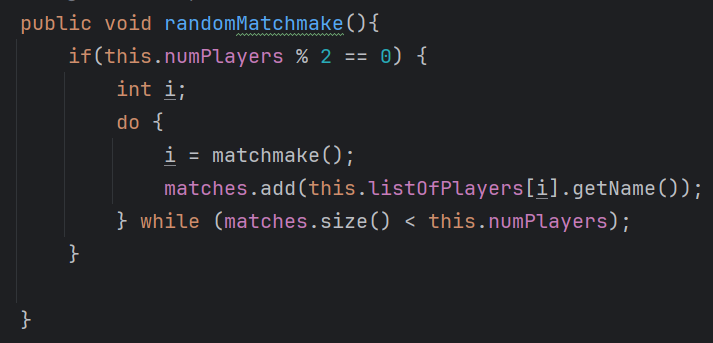 public void randomMatchmake(){
if(this.numPlayers % 2 == 0) {
int i;
do {
i = matchmake();
matches.add(this.listOfPlayers[i].getName());
} while (matches.size() < this.numPlayers);
}
}